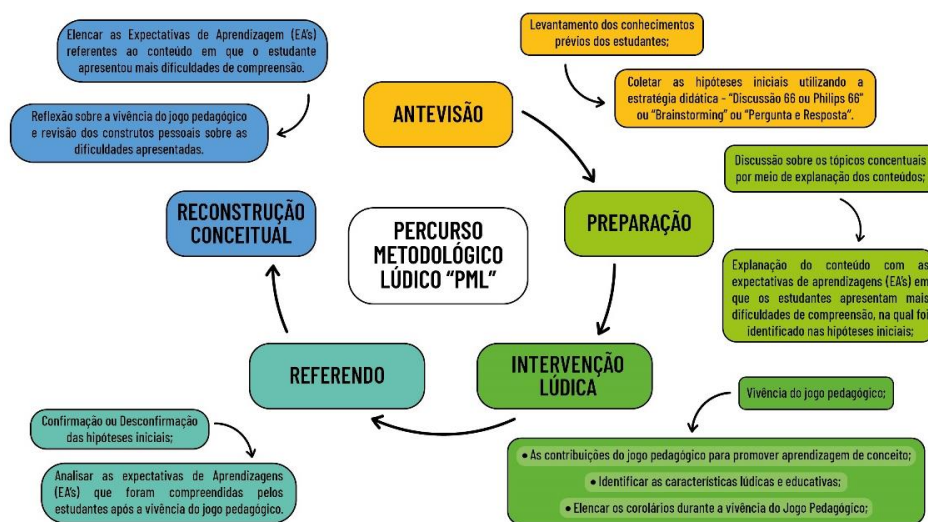 Elencar as Expectativas de Aprendizagem (EA's)
referentes ao conteúdo em que o estudante
apresentou mais dificuldades de compreensão.
Reflexão sobre a vivência do jogo pedagógico
e revisão dos construtos pessoais sobre as
dificuldades apresentadas.
RECONSTRUÇÃO
CONCEITUAL
ANTEVISÃO
Levantamento dos conhecimentos
prévios dos estudantes;
Coletar as hipóteses iniciais utilizando a
estratégia didática - "Discussão 66 ou Philips 66"
ou "Brainstorming" ou "Pergunta e Resposta".
PERCURSO
METODOLÓGICO
LÚDICO "PML"
PREPARAÇÃO
Discussão sobre os tópicos concentuais
por meio de explanação dos conteúdos;
Explanação do conteúdo com as
expectativas de aprendizagens (EA's) em
que os estudantes apresentam mais
dificuldades de compreensão, na qual foi
identificado nas hipóteses iniciais;
REFERENDO
Confirmação ou Desconfirmação
das hipóteses iniciais;
Analisar as expectativas de Aprendizagens
(EA's) que foram compreendidas pelos
estudantes após a vivência do jogo pedagógico.
INTERVENÇÃO
LÚDICA
Vivência do jogo pedagógico;
• As contribuições do jogo pedagógico para promover aprendizagem de conceito;
• Identificar as características lúdicas e educativas;
• Elencar os corolários durante a vivência do Jogo Pedagógico;